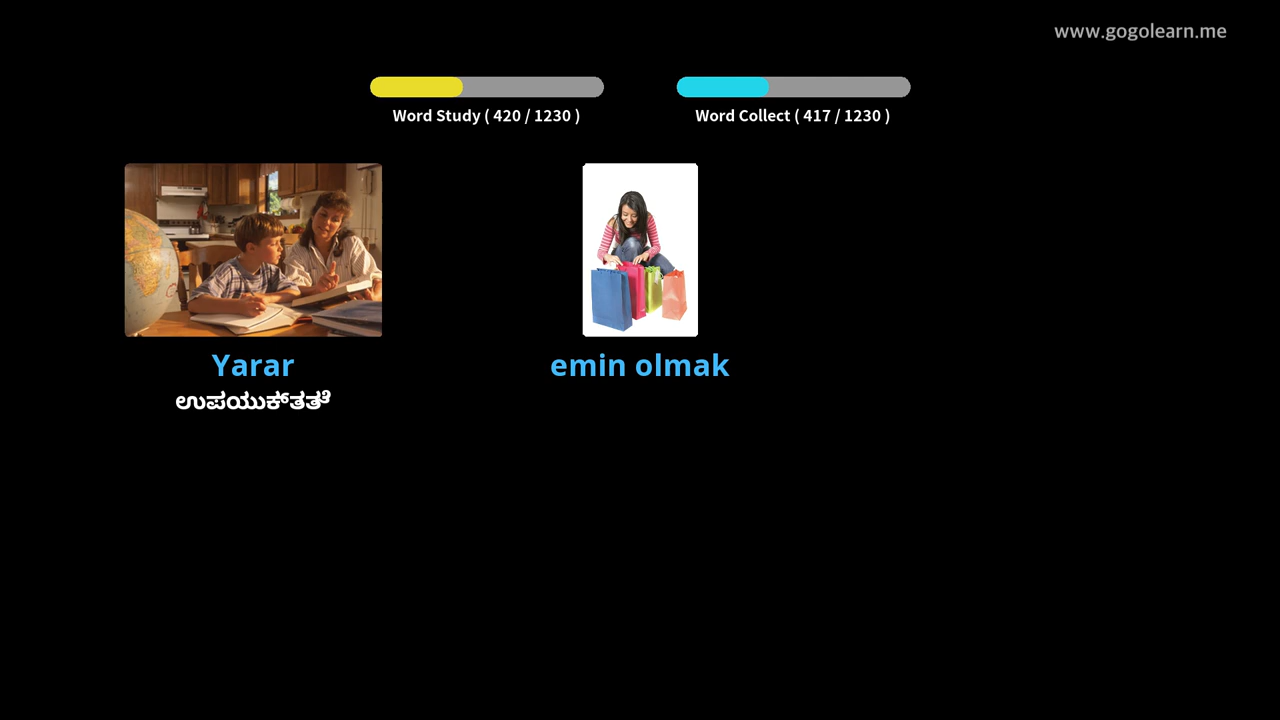 www.gogolearn.me
Word Study ( 420 / 1230 )
Word Collect ( 417 / 1230 )
Yarar
emin olmak
ಉಪಯುಕ್ತತೆ